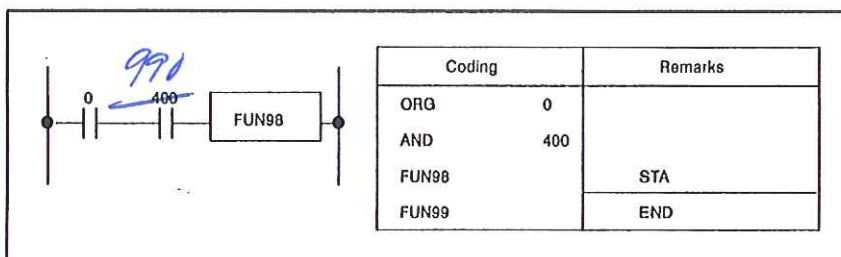 990
0 400
FUN98
Coding Remarks
ORG 0
AND 400
FUN98 STA
FUN99 END